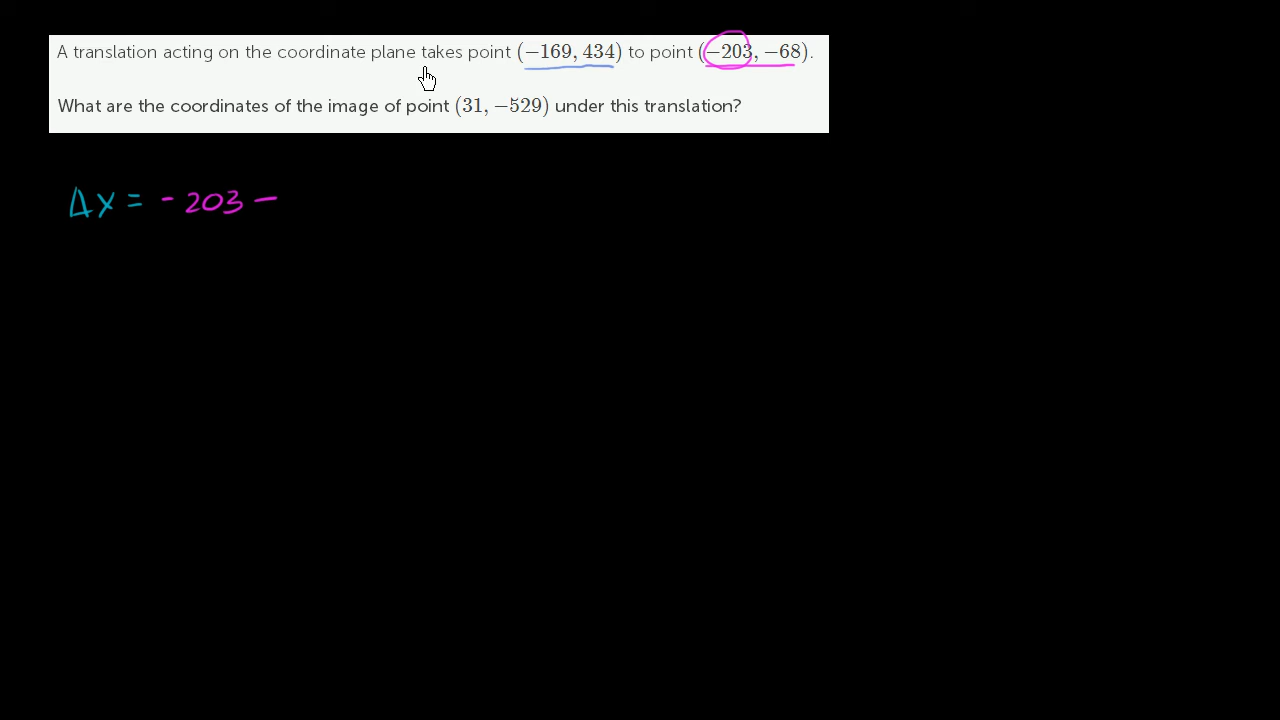 A translation acting on the coordinate plane takes point (−169, 434) to point (−203, −68).
What are the coordinates of the image of point (31, −529) under this translation?
Δx = - 203 -